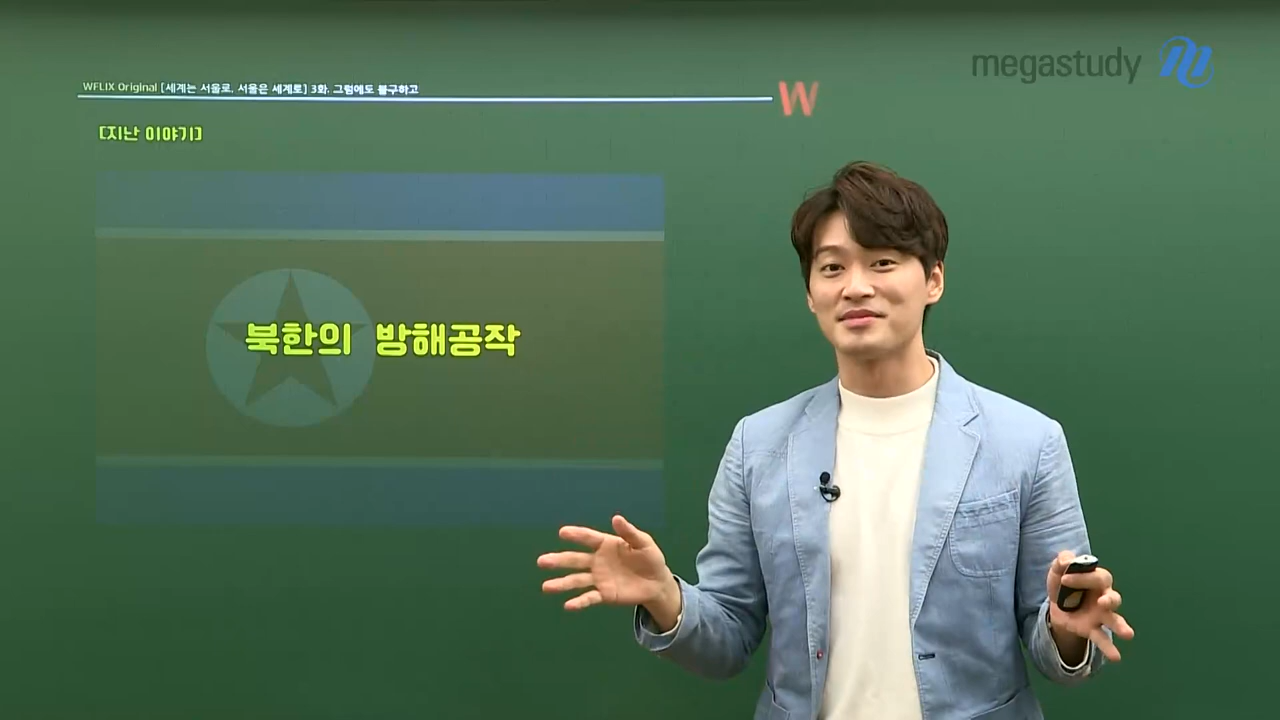 megastudy
WFLIX Original [세계는 서울로, 서울은 세계로] 3화. 그럼에도 불구하고
W
[지난 이야기]
북한의 방해공작